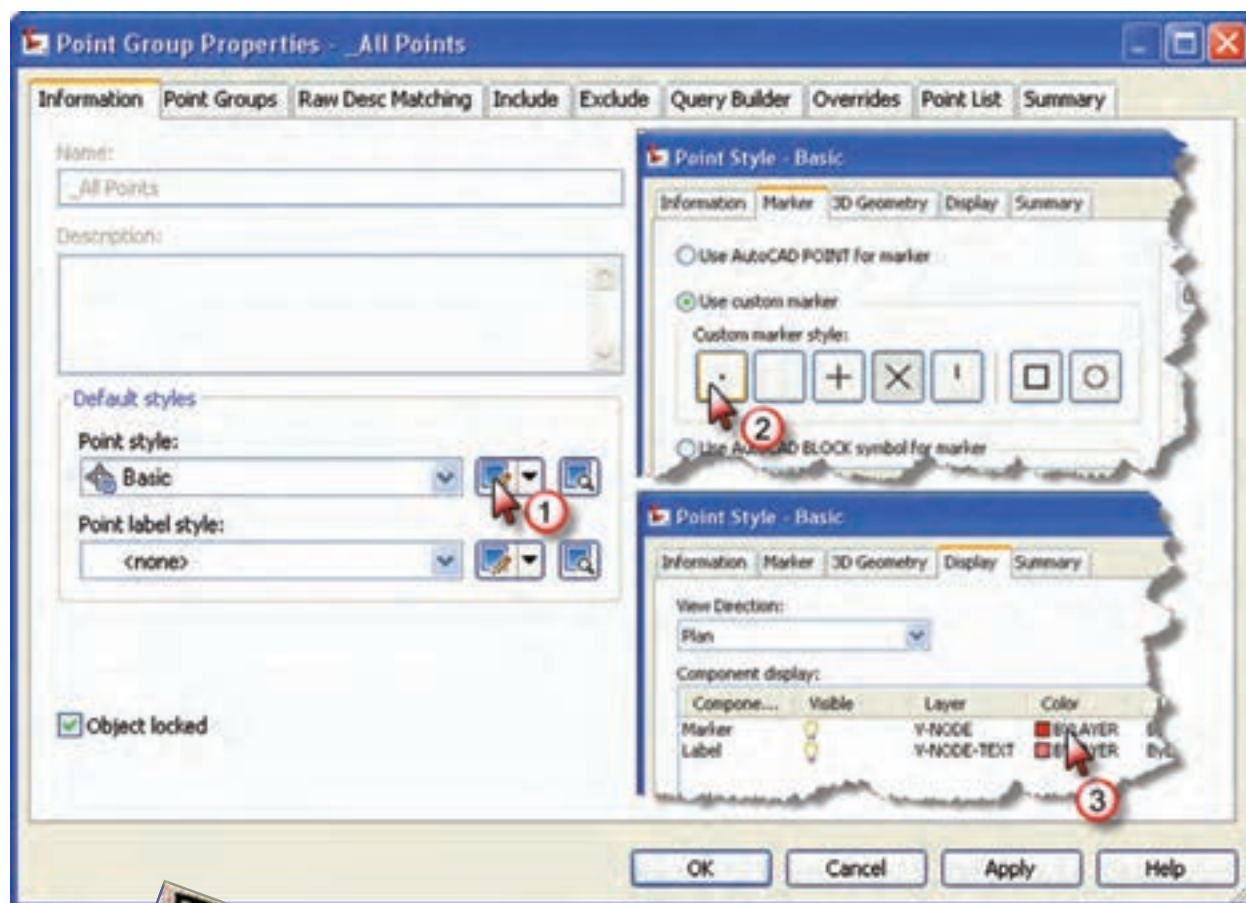 Point Group Properties - _All Points
Information Point Groups Raw Desc Matching Include Exclude Query Builder Overrides Point List Summary
Name:
_All Points
Description:
Default styles
Point style:
Basic
1
Point label style:
<none>
Object locked
Point Style - Basic
Information Marker 3D Geometry Display Summary
Use AutoCAD POINT for marker
Use custom marker
Custom marker style:
2
Use AutoCAD BLOCK symbol for marker
Point Style - Basic
Information Marker 3D Geometry Display Summary
View Direction:
Plan
Component display:
Compone... Visible Layer Color
Marker V-NODE BYLAYER
Label V-NODE-TEXT BYLAYER
3
OK Cancel Apply Help